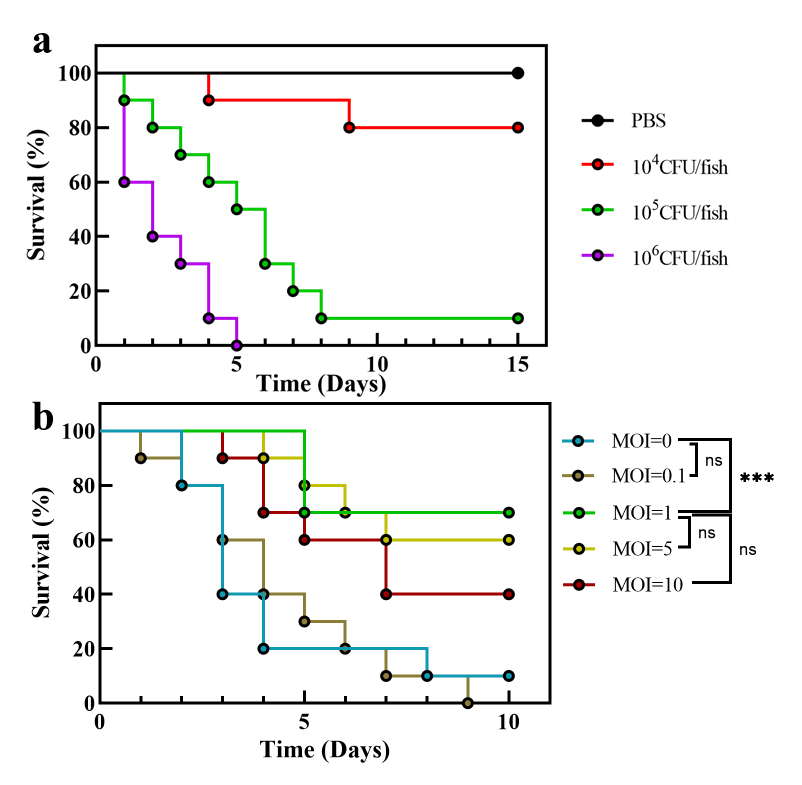 a
Survival (%)
100
80
60
40
20
0
0 5 10 15
Time (Days)
PBS
10⁴CFU/fish
10⁵CFU/fish
10⁶CFU/fish
b
Survival (%)
100
80
60
40
20
0
0 5 10
Time (Days)
MOI=0
MOI=0.1
MOI=1
MOI=5
MOI=10
ns
***
ns
ns